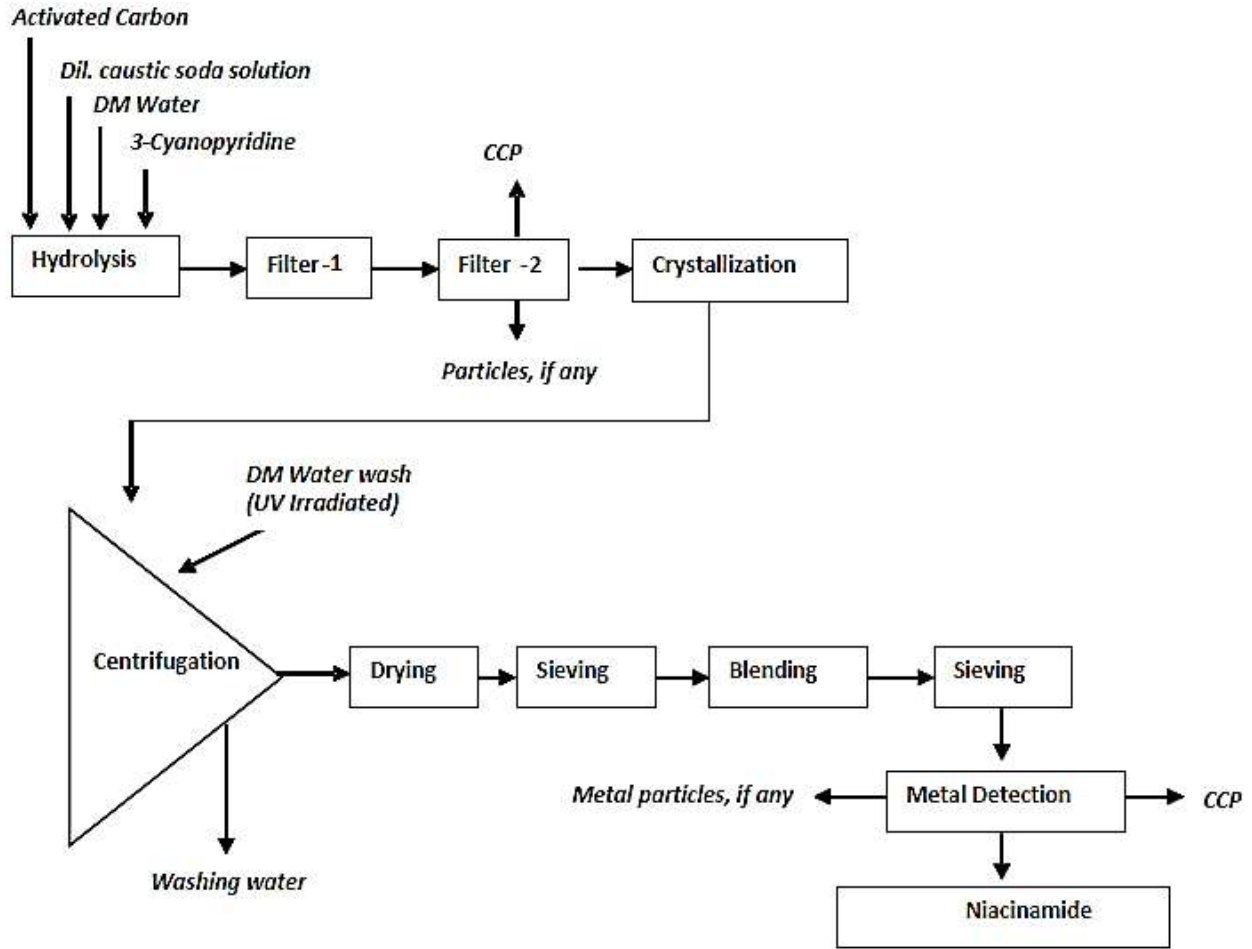 Activated Carbon
Dil. caustic soda solution
DM Water
3-Cyanopyridine
CCP
Hydrolysis
Filter-1
Filter -2
Crystallization
Particles, if any
DM Water wash
(UV Irradiated)
Centrifugation
Drying
Sieving
Blending
Sieving
Metal particles, if any
Metal Detection
CCP
Washing water
Niacinamide